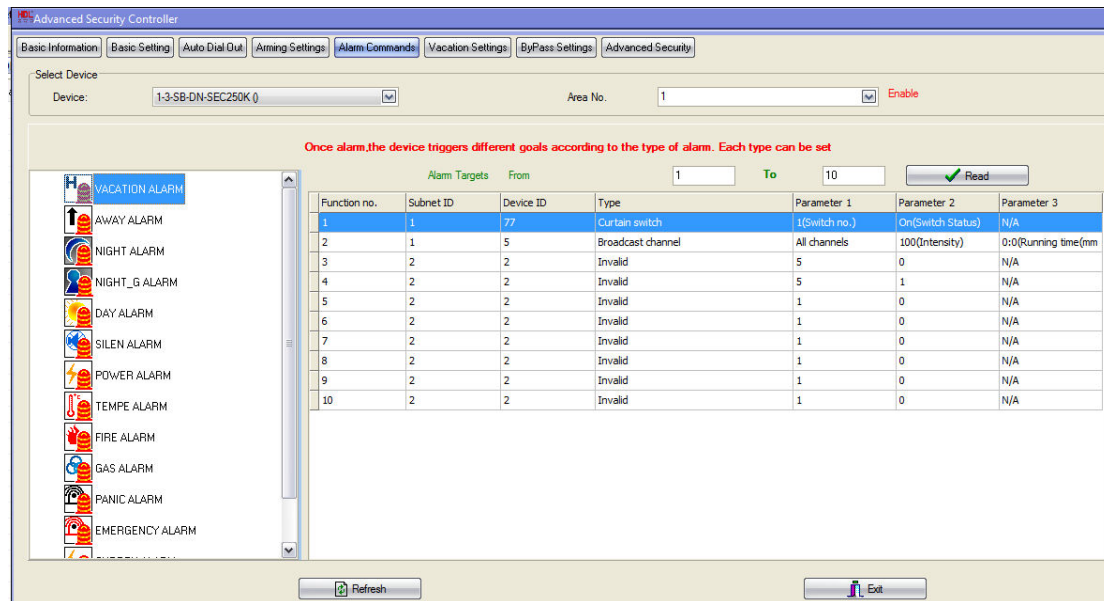 HDL Advanced Security Controller
Basic Information Basic Setting Auto Dial Out Arming Settings Alarm Commands Vacation Settings ByPass Settings Advanced Security
Select Device
Device: 1-3-SB-DN-SEC250K () Area No. 1 Enable
Once alarm,the device triggers different goals according to the type of alarm. Each type can be set
Alarm Targets From 1 To 10 Read
VACATION ALARM
AWAY ALARM
NIGHT ALARM
NIGHT_G ALARM
DAY ALARM
SILEN ALARM
POWER ALARM
TEMPE ALARM
FIRE ALARM
GAS ALARM
PANIC ALARM
EMERGENCY ALARM
Function no. Subnet ID Device ID Type Parameter 1 Parameter 2 Parameter 3
1 1 77 Curtain switch 1(Switch no.) On(Switch Status) N/A
2 1 5 Broadcast channel All channels 100(Intensity) 0:0(Running time(mm
3 2 2 Invalid 5 0 N/A
4 2 2 Invalid 5 1 N/A
5 2 2 Invalid 1 0 N/A
6 2 2 Invalid 1 0 N/A
7 2 2 Invalid 1 0 N/A
8 2 2 Invalid 1 0 N/A
9 2 2 Invalid 1 0 N/A
10 2 2 Invalid 1 0 N/A
Refresh Exit